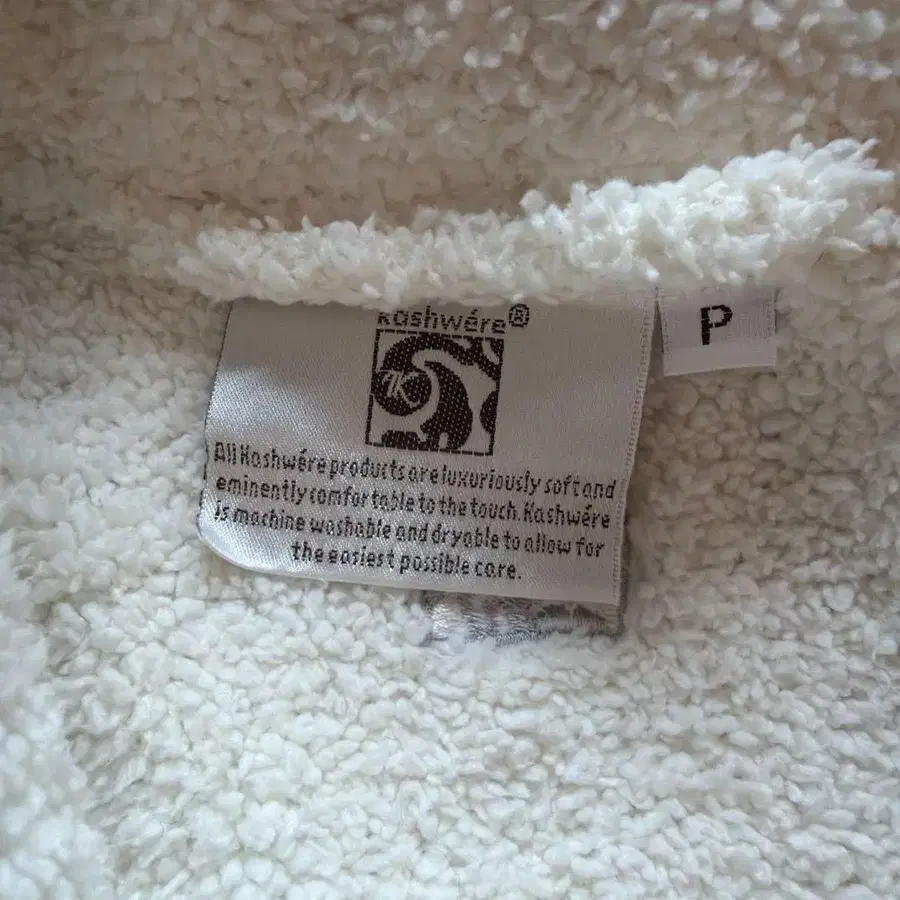 kashwére®
P
All Kashwére products are luxuriously soft and
eminently comfortable to the touch. Kashwére
is machine washable and dryable to allow for
the easiest possible care.